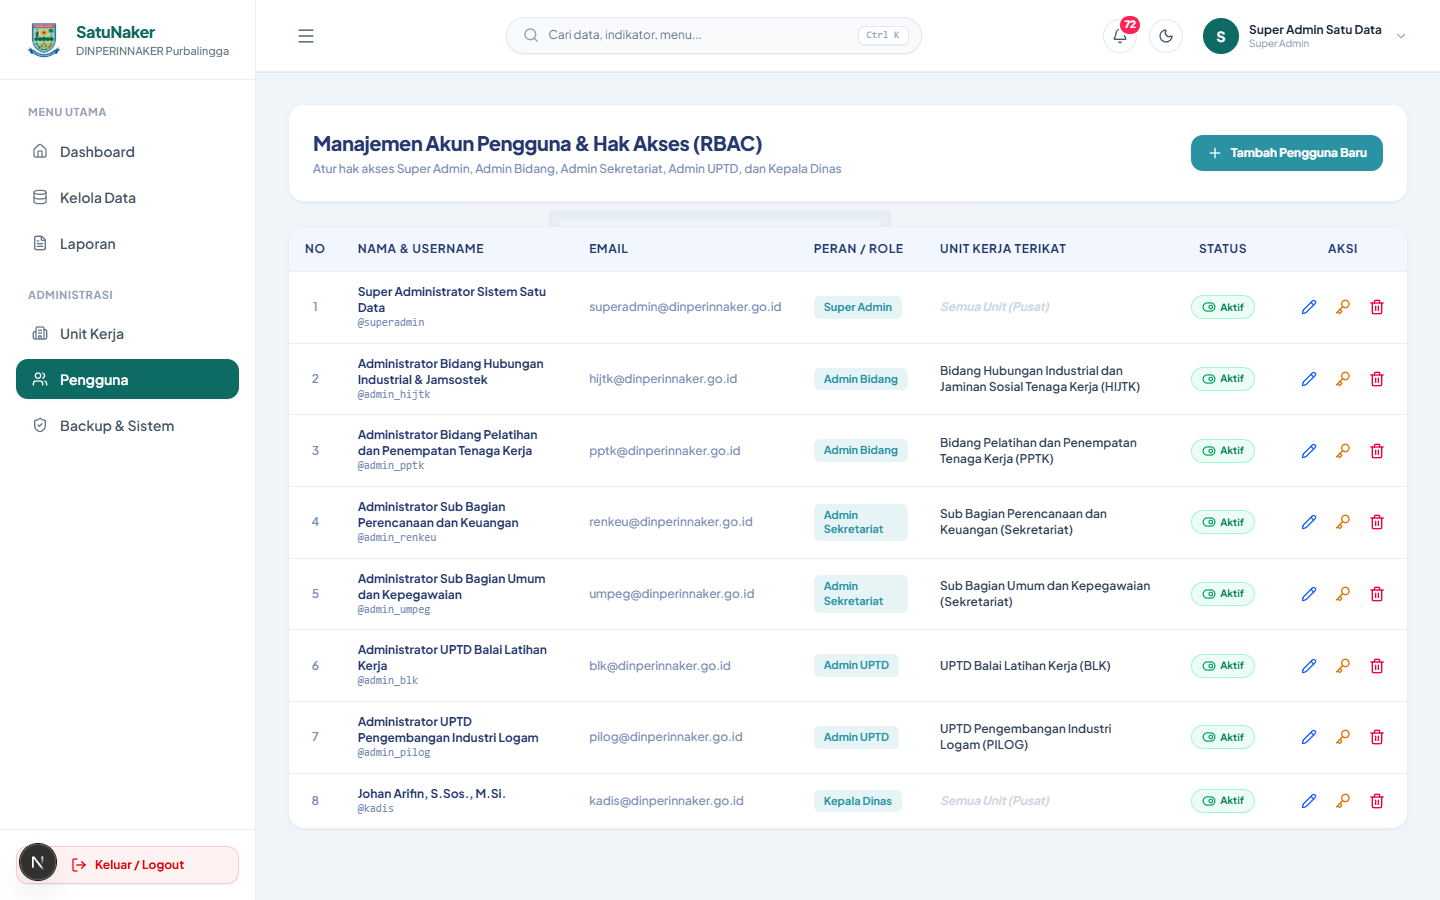 SatuNaker
DINPERINNAKER Purbalingga
Cari data, indikator, menu...
Ctrl K
72
S
Super Admin Satu Data
Super Admin
MENU UTAMA
Dashboard
Kelola Data
Laporan
ADMINISTRASI
Unit Kerja
Pengguna
Backup & Sistem
N
Keluar / Logout
Manajemen Akun Pengguna & Hak Akses (RBAC)
Atur hak akses Super Admin, Admin Bidang, Admin Sekretariat, Admin UPTD, dan Kepala Dinas
Tambah Pengguna Baru
NO NAMA & USERNAME EMAIL PERAN / ROLE UNIT KERJA TERIKAT STATUS AKSI
1 Super Administrator Sistem Satu
Data
@superadmin
superadmin@dinperinnaker.go.id
Super Admin
Semua Unit (Pusat)
Aktif
2 Administrator Bidang Hubungan
Industrial & Jamsostek
@admin_hijtk
hijtk@dinperinnaker.go.id
Admin Bidang
Bidang Hubungan Industrial dan
Jaminan Sosial Tenaga Kerja (HIJTK)
Aktif
3 Administrator Bidang Pelatihan
dan Penempatan Tenaga Kerja
@admin_pptk
pptk@dinperinnaker.go.id
Admin Bidang
Bidang Pelatihan dan Penempatan
Tenaga Kerja (PPTK)
Aktif
4 Administrator Sub Bagian
Perencanaan dan Keuangan
@admin_renkeu
renkeu@dinperinnaker.go.id
Admin
Sekretariat
Sub Bagian Perencanaan dan
Keuangan (Sekretariat)
Aktif
5 Administrator Sub Bagian Umum
dan Kepegawaian
@admin_umpeg
umpeg@dinperinnaker.go.id
Admin
Sekretariat
Sub Bagian Umum dan Kepegawaian
(Sekretariat)
Aktif
6 Administrator UPTD Balai Latihan
Kerja
@admin_blk
blk@dinperinnaker.go.id
Admin UPTD
UPTD Balai Latihan Kerja (BLK)
Aktif
7 Administrator UPTD
Pengembangan Industri Logam
@admin_pilog
pilog@dinperinnaker.go.id
Admin UPTD
UPTD Pengembangan Industri
Logam (PILOG)
Aktif
8 Johan Arifin, S.Sos., M.Si.
@kadis
kadis@dinperinnaker.go.id
Kepala Dinas
Semua Unit (Pusat)
Aktif